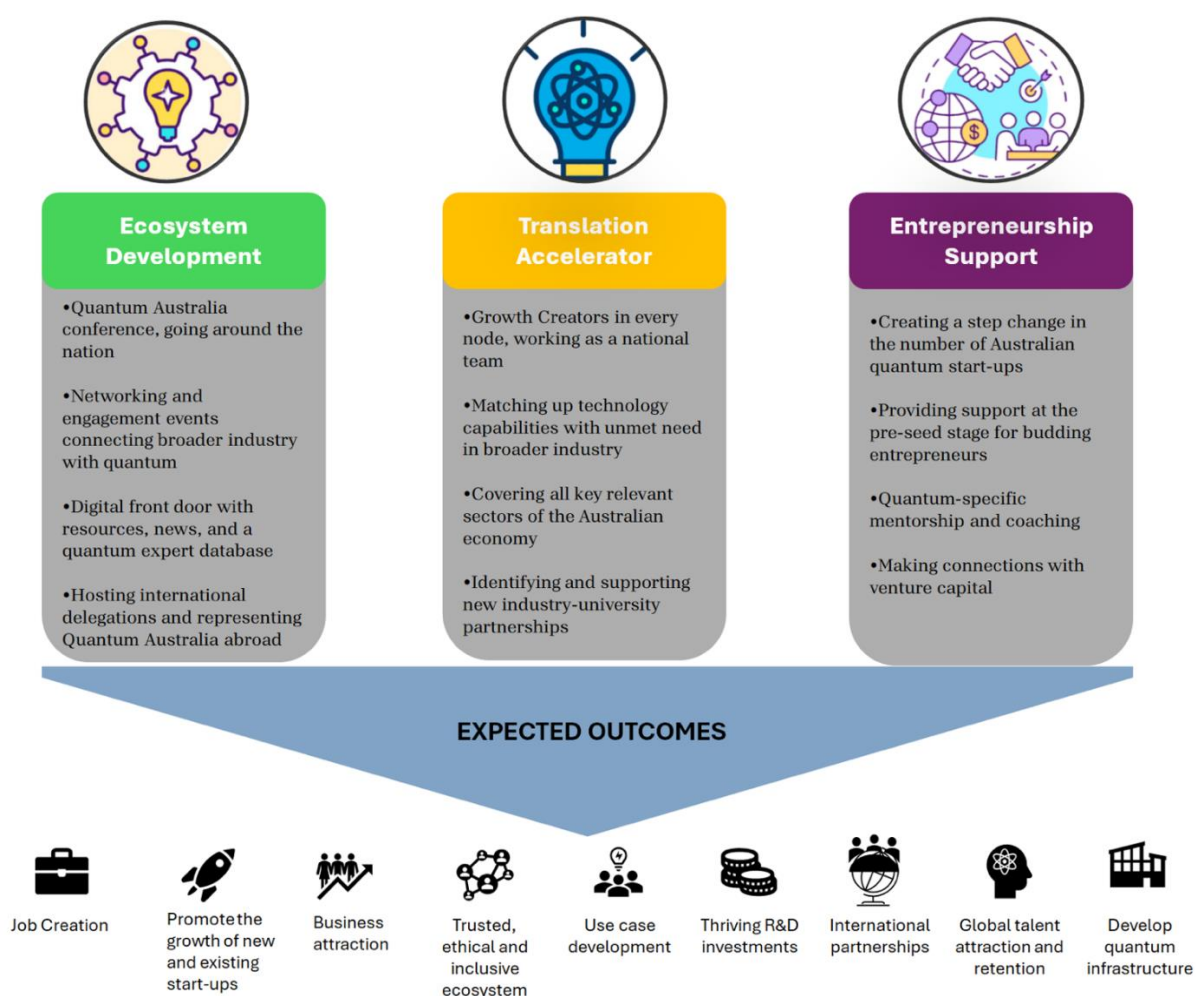 Ecosystem
Development
•Quantum Australia
conference, going around the
nation
•Networking and
engagement events
connecting broader industry
with quantum
•Digital front door with
resources, news, and a
quantum expert database
•Hosting international
delegations and representing
Quantum Australia abroad
Translation
Accelerator
•Growth Creators in every
node, working as a national
team
•Matching up technology
capabilities with unmet need
in broader industry
•Covering all key relevant
sectors of the Australian
economy
•Identifying and supporting
new industry-university
partnerships
Entrepreneurship
Support
•Creating a step change in
the number of Australian
quantum start-ups
•Providing support at the
pre-seed stage for budding
entrepreneurs
•Quantum-specific
mentorship and coaching
•Making connections with
venture capital
$
EXPECTED OUTCOMES
Job Creation
Promote the
growth of new
and existing
start-ups
Business
attraction
Trusted,
ethical and
inclusive
ecosystem
Use case
development
Thriving R&D
investments
International
partnerships
Global talent
attraction and
retention
Develop
quantum
infrastructure